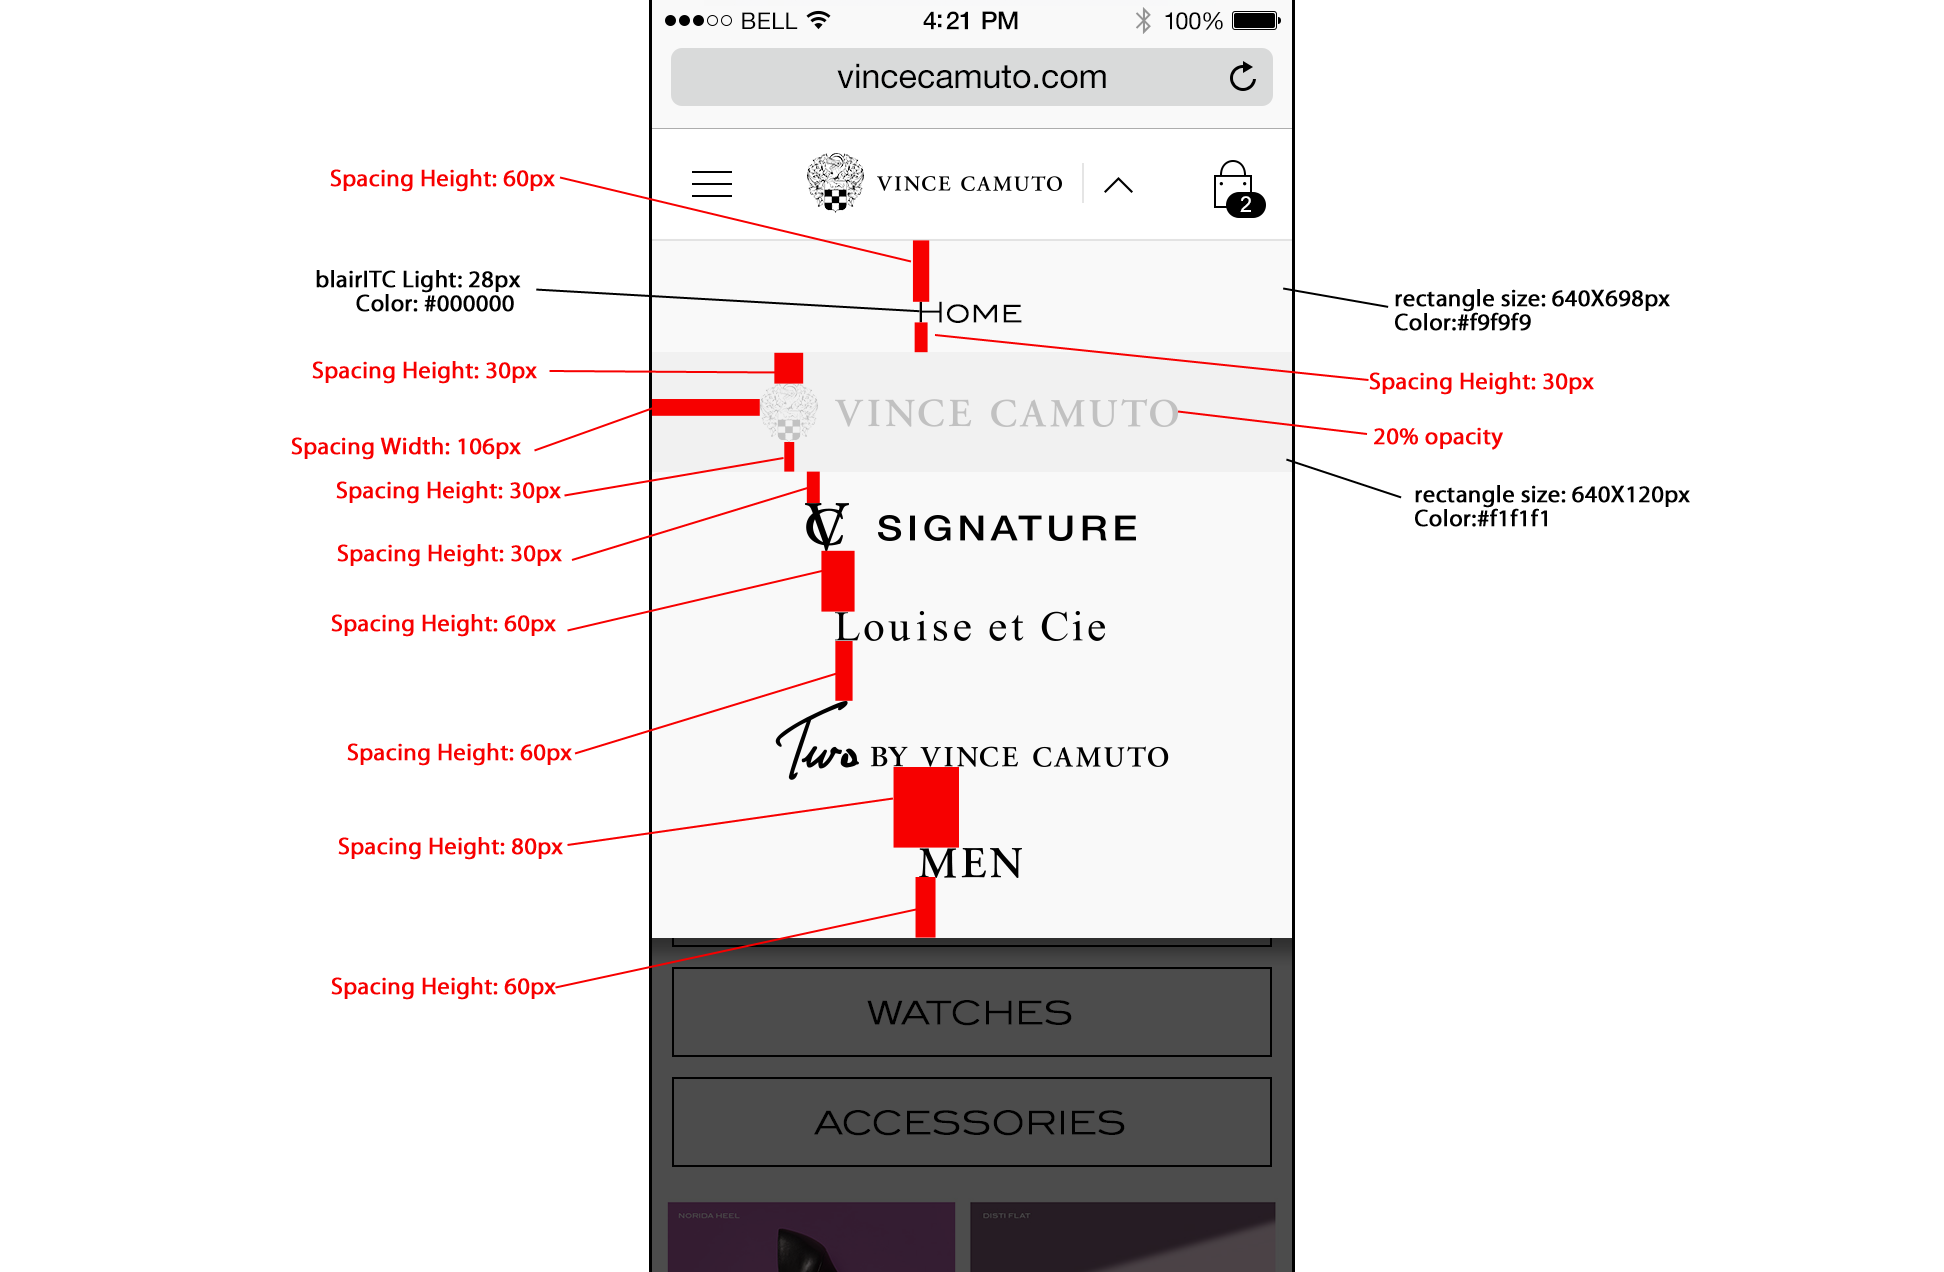 BELL 4:21 PM 100%
vincecamuto.com
VINCE CAMUTO
2
Spacing Height: 60px
blairITC Light: 28px
Color: #000000
HOME
rectangle size: 640X698px
Color:#f9f9f9
Spacing Height: 30px
Spacing Height: 30px
VINCE CAMUTO
20% opacity
Spacing Width: 106px
Spacing Height: 30px
rectangle size: 640X120px
Color:#f1f1f1
VC SIGNATURE
Spacing Height: 30px
Spacing Height: 60px
Louise et Cie
Spacing Height: 60px
Two BY VINCE CAMUTO
Spacing Height: 80px
MEN
Spacing Height: 60px
WATCHES
ACCESSORIES
NORIDA HEEL
DISTI FLAT